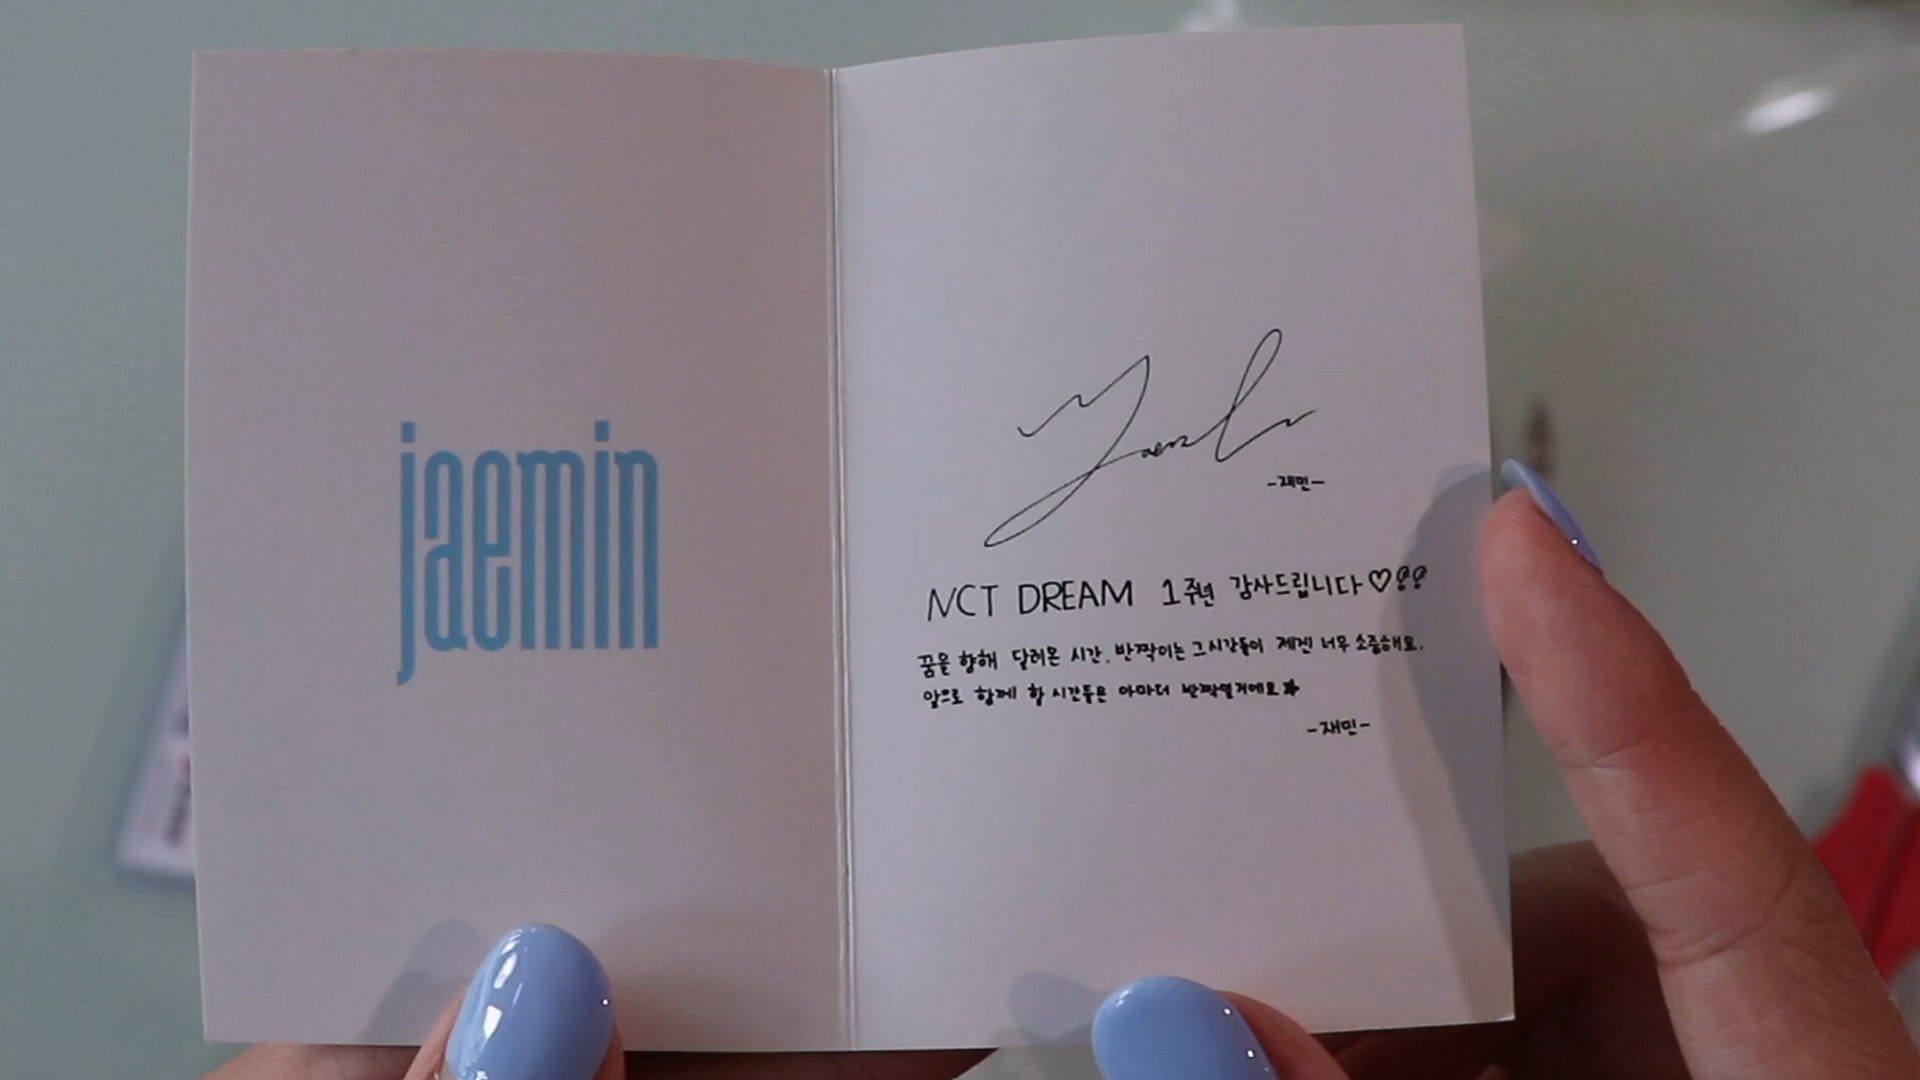 jaemin
Jaem
-재민-
NCT DREAM 1주년 감사드립니다♡
꿈을 향해 달려온 시간, 반짝이는 그 시간들이 제겐 너무 소중해요.
앞으로 함께 할 시간들은 아마 더 반짝일거예요★
-재민-